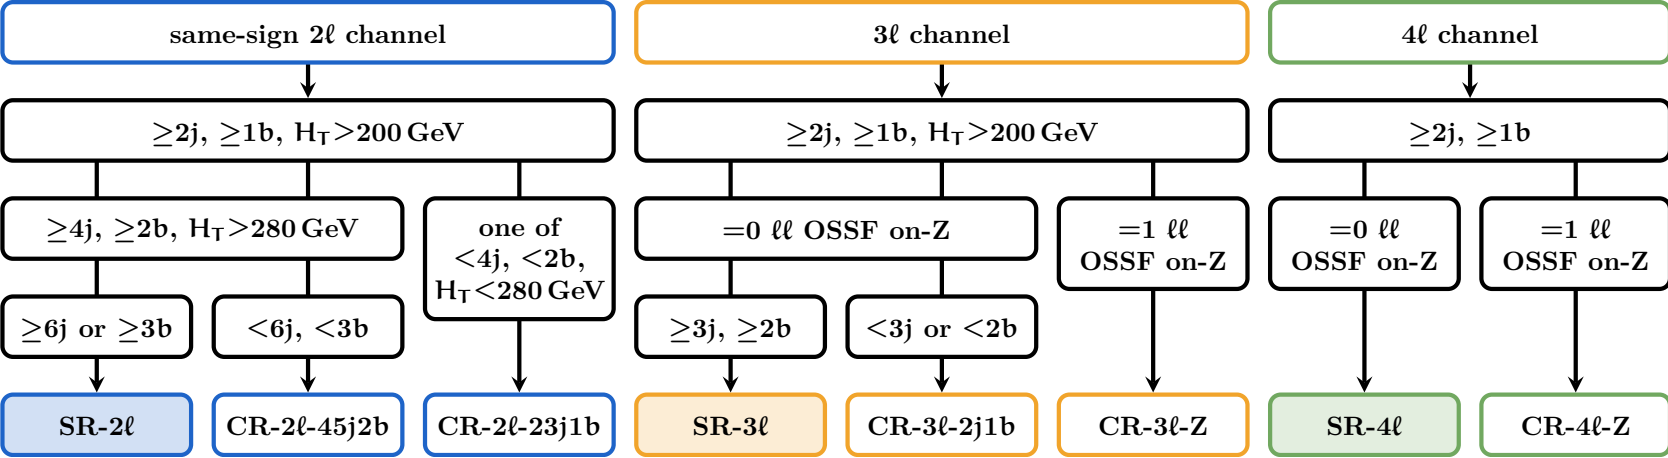 same-sign 2ℓ channel
3ℓ channel
4ℓ channel
≥2j, ≥1b, H_T>200 GeV
≥2j, ≥1b, H_T>200 GeV
≥2j, ≥1b
≥4j, ≥2b, H_T>280 GeV
one of
<4j, <2b,
H_T<280 GeV
=0 ℓℓ OSSF on-Z
=1 ℓℓ
OSSF on-Z
=0 ℓℓ
OSSF on-Z
=1 ℓℓ
OSSF on-Z
≥6j or ≥3b
<6j, <3b
≥3j, ≥2b
<3j or <2b
SR-2ℓ
CR-2ℓ-45j2b
CR-2ℓ-23j1b
SR-3ℓ
CR-3ℓ-2j1b
CR-3ℓ-Z
SR-4ℓ
CR-4ℓ-Z